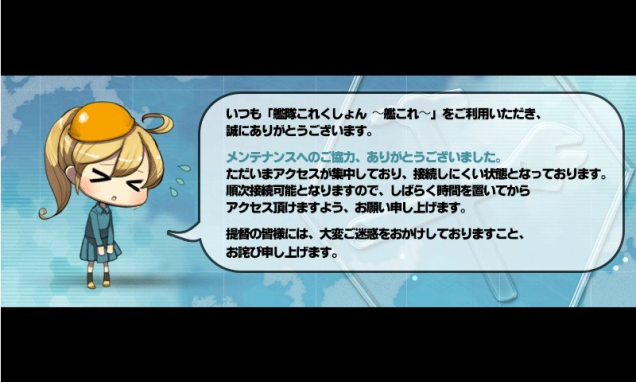 いつも「艦隊これくしょん ～艦これ～」をご利用いただき、
誠にありがとうございます。
メンテナンスへのご協力、ありがとうございました。
ただいまアクセスが集中しており、接続しにくい状態となっております。
順次接続可能となりますので、しばらく時間を置いてから
アクセス頂けますよう、お願い申し上げます。
提督の皆様には、大変ご迷惑をおかけしておりますこと、
お詫び申し上げます。